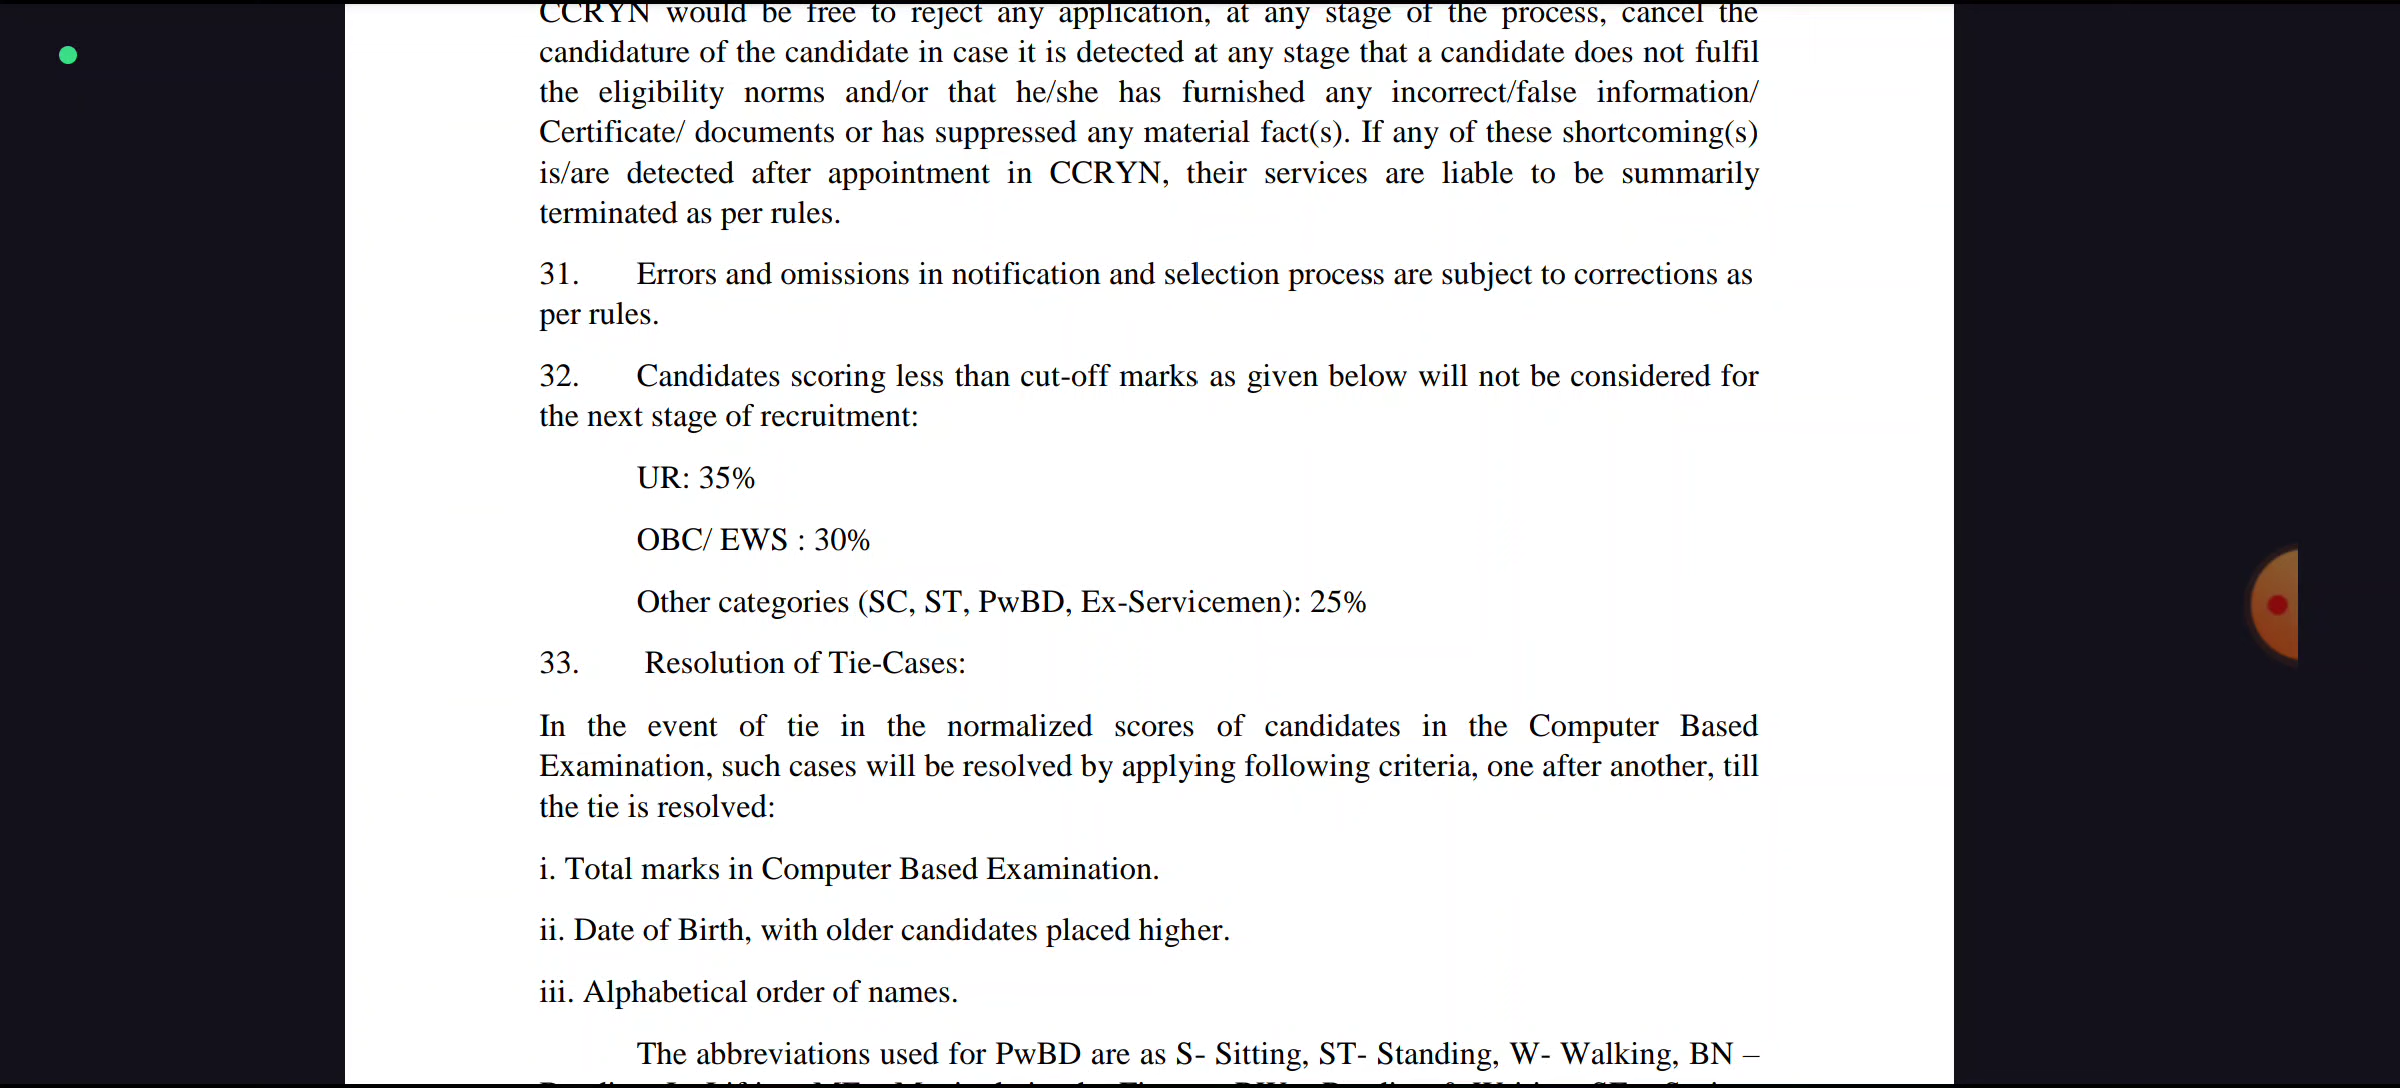 CCRYN would be free to reject any application, at any stage of the process, cancel the
candidature of the candidate in case it is detected at any stage that a candidate does not fulfil
the eligibility norms and/or that he/she has furnished any incorrect/false information/
Certificate/ documents or has suppressed any material fact(s). If any of these shortcoming(s)
is/are detected after appointment in CCRYN, their services are liable to be summarily
terminated as per rules.
31. Errors and omissions in notification and selection process are subject to corrections as
per rules.
32. Candidates scoring less than cut-off marks as given below will not be considered for
the next stage of recruitment:
UR: 35%
OBC/ EWS : 30%
Other categories (SC, ST, PwBD, Ex-Servicemen): 25%
33. Resolution of Tie-Cases:
In the event of tie in the normalized scores of candidates in the Computer Based
Examination, such cases will be resolved by applying following criteria, one after another, till
the tie is resolved:
i. Total marks in Computer Based Examination.
ii. Date of Birth, with older candidates placed higher.
iii. Alphabetical order of names.
The abbreviations used for PwBD are as S- Sitting, ST- Standing, W- Walking, BN –